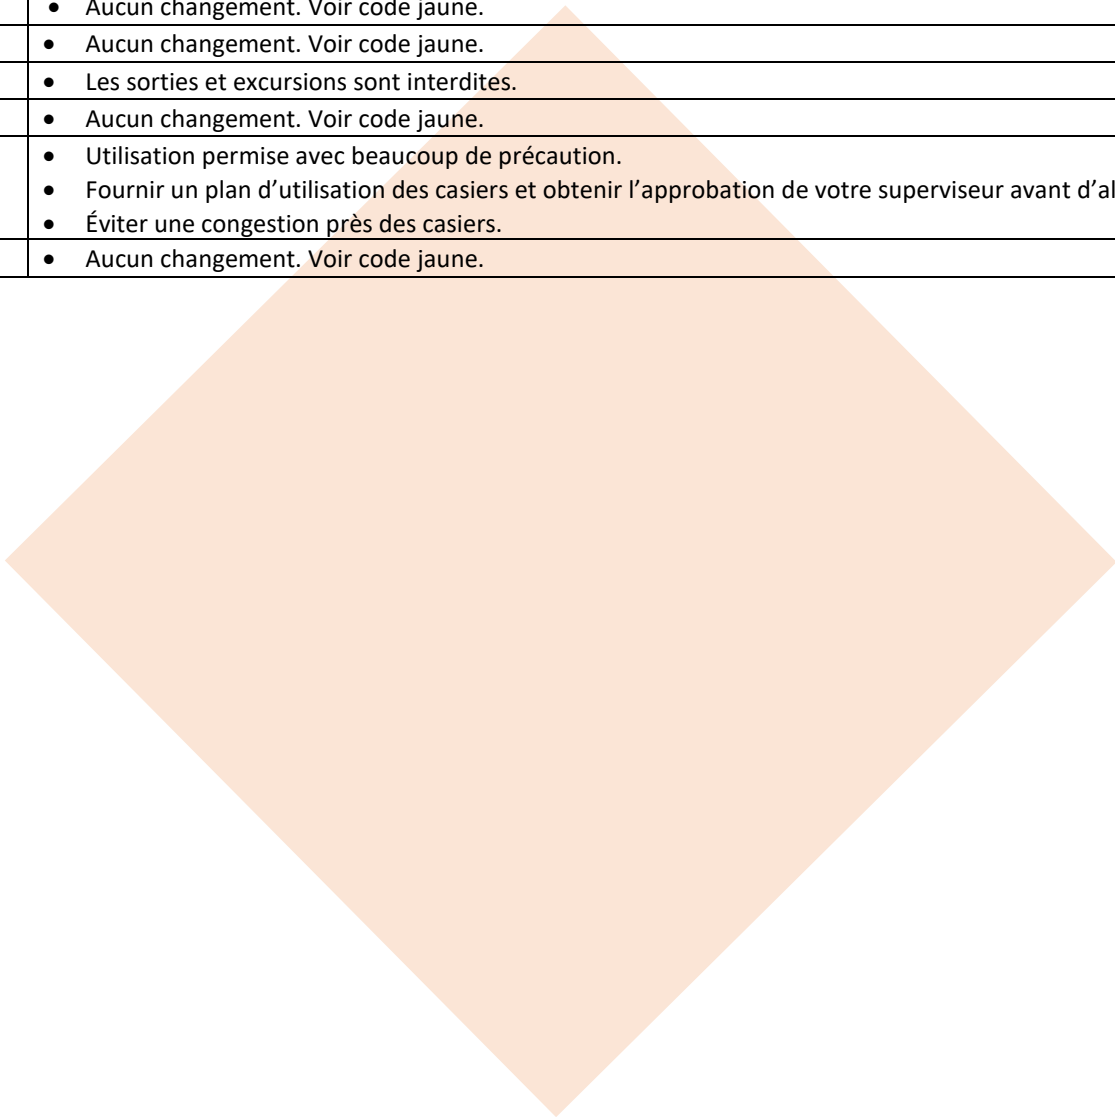 • Aucun changement. Voir code jaune.
• Aucun changement. Voir code jaune.
• Les sorties et excursions sont interdites.
• Aucun changement. Voir code jaune.
• Utilisation permise avec beaucoup de précaution.
• Fournir un plan d’utilisation des casiers et obtenir l’approbation de votre superviseur avant
• Éviter une congestion près des casiers.
• Aucun changement. Voir code jaune.